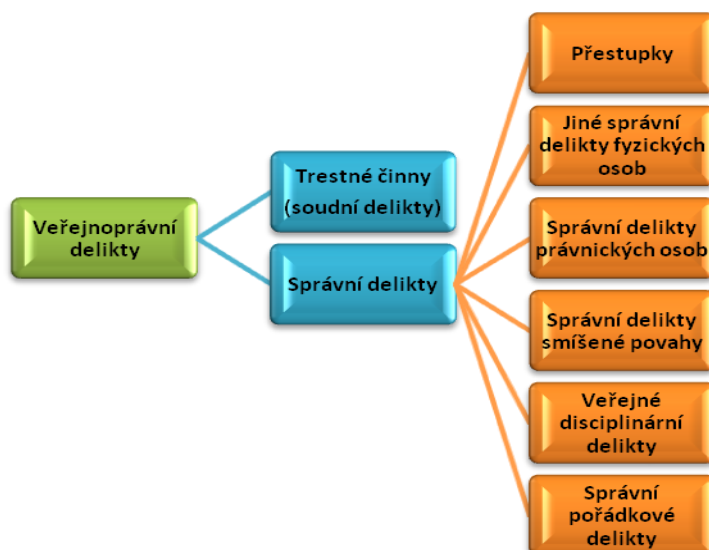 Veřejnoprávní
delikty
Trestné činny
(soudní delikty)
Správní delikty
Přestupky
Jiné správní
delikty fyzických
osob
Správní delikty
právnických osob
Správní delikty
smíšené povahy
Veřejné
disciplinární
delikty
Správní
pořádkové
delikty